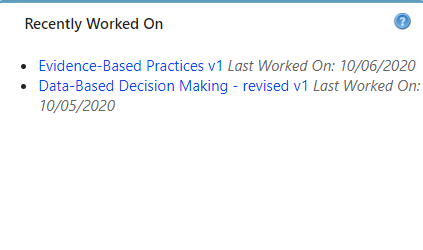 Recently Worked On
?
Evidence-Based Practices v1 Last Worked On: 10/06/2020
Data-Based Decision Making - revised v1 Last Worked On:
10/05/2020